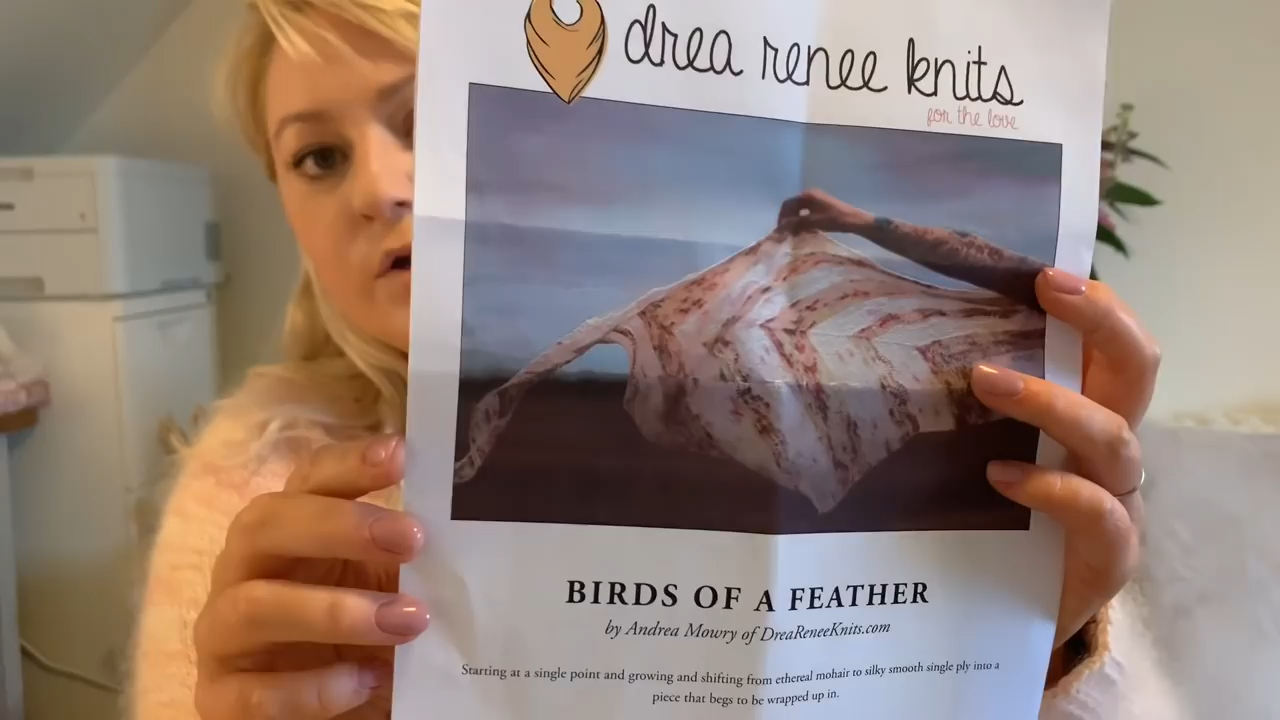 drea renee knits
for the love
BIRDS OF A FEATHER
by Andrea Mowry of DreaReneeKnits.com
Starting at a single point and growing and shifting from ethereal mohair to silky smooth single ply into a
piece that begs to be wrapped up in.